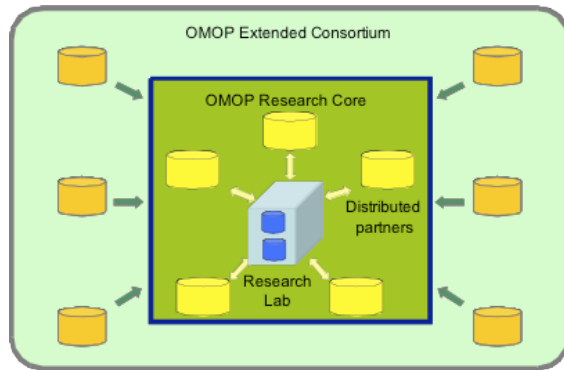 OMOP Extended Consortium
OMOP Research Core
Distributed
partners
Research
Lab